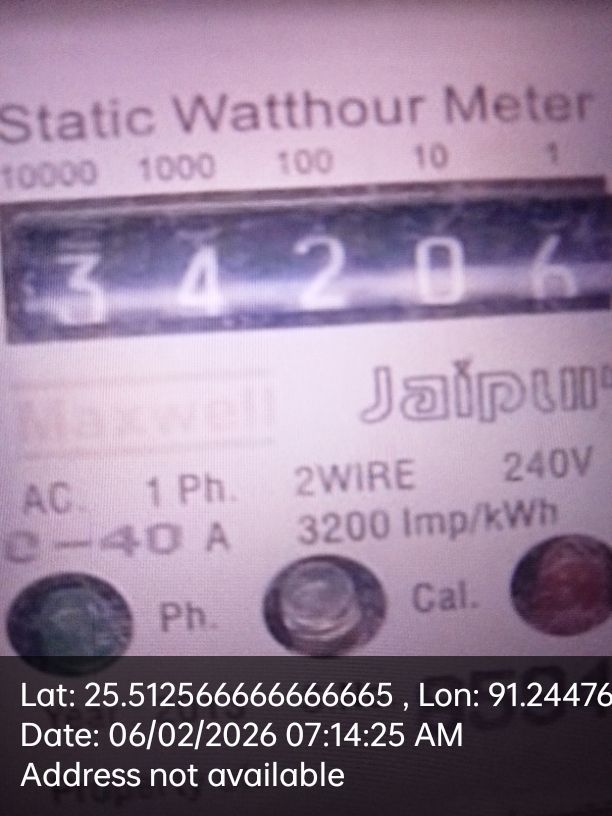 Static Watthour Meter
10000 1000 100 10 1
3 4 2 0 6
Maxwell
Jaipur
AC. 1 Ph. 2WIRE 240V
0-40 A 3200 Imp/kWh
Ph. Cal.
Lat: 25.512566666666665 , Lon: 91.24476
Date: 06/02/2026 07:14:25 AM
Address not available